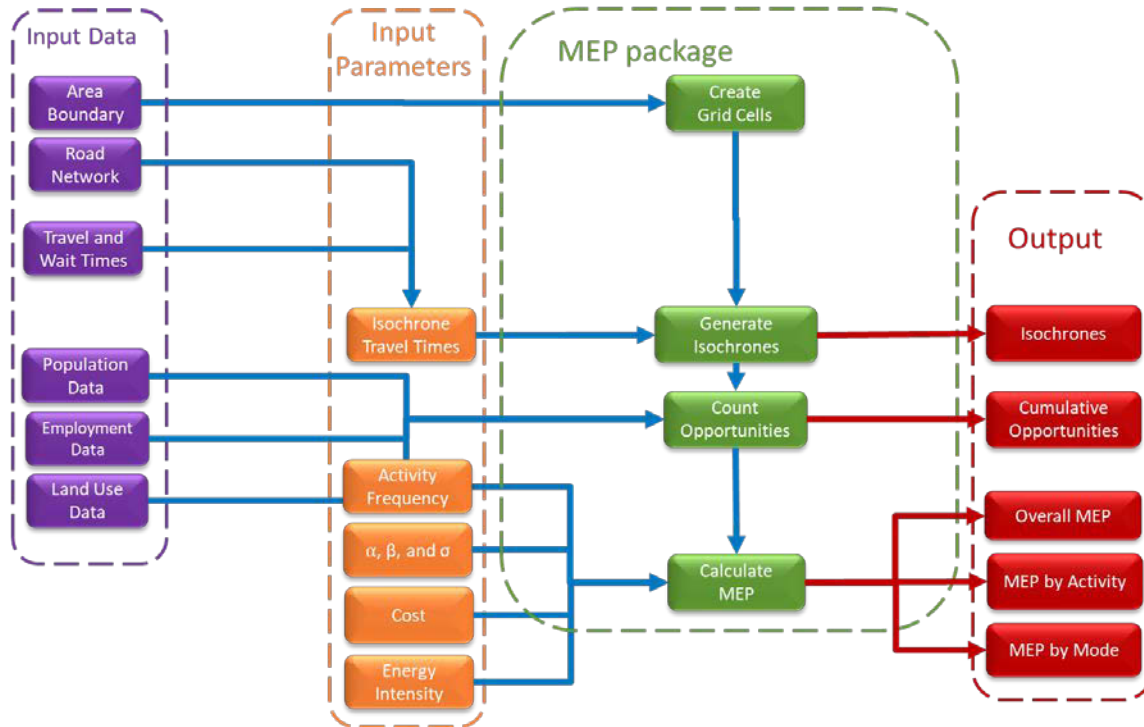 Input Data
Area
Boundary
Road
Network
Travel and
Wait Times
Population
Data
Employment
Data
Land Use
Data
Input
Parameters
Isochrone
Travel Times
Activity
Frequency
α, β, and σ
Cost
Energy
Intensity
MEP package
Create
Grid Cells
Generate
Isochrones
Count
Opportunities
Calculate
MEP
Output
Isochrones
Cumulative
Opportunities
Overall MEP
MEP by Activity
MEP by Mode